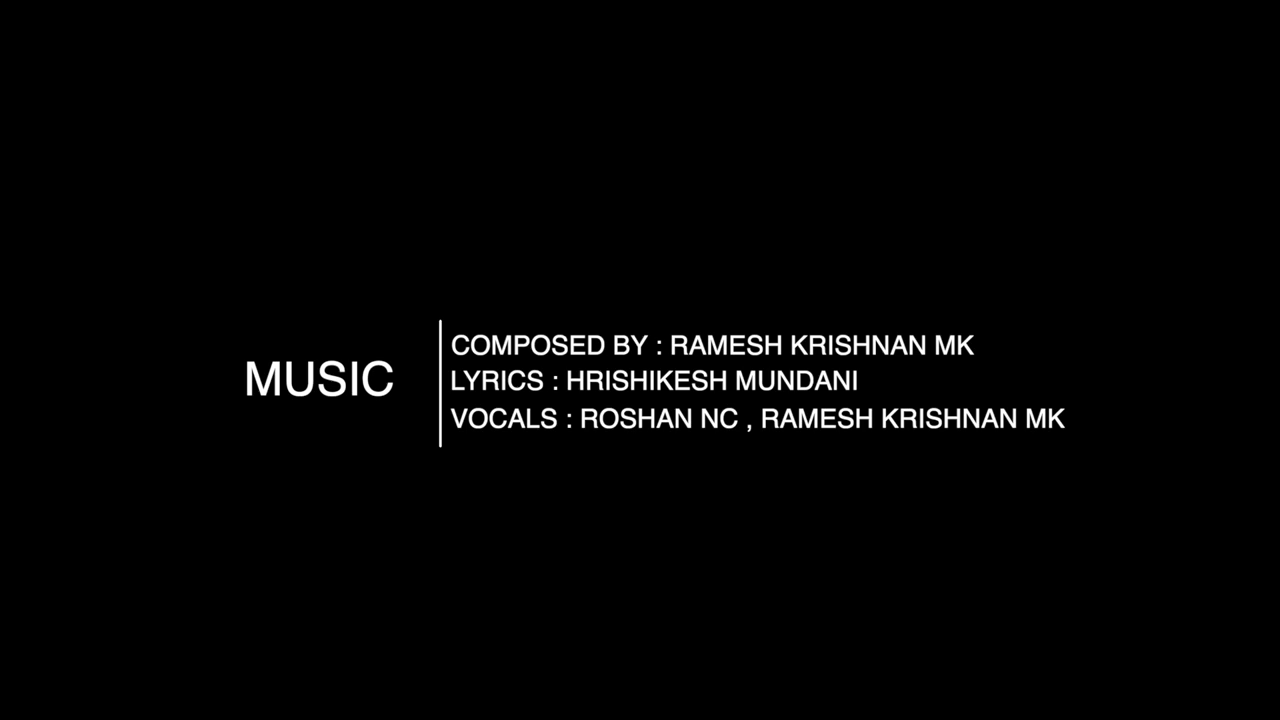 MUSIC
COMPOSED BY : RAMESH KRISHNAN MK
LYRICS : HRISHIKESH MUNDANI
VOCALS : ROSHAN NC , RAMESH KRISHNAN MK